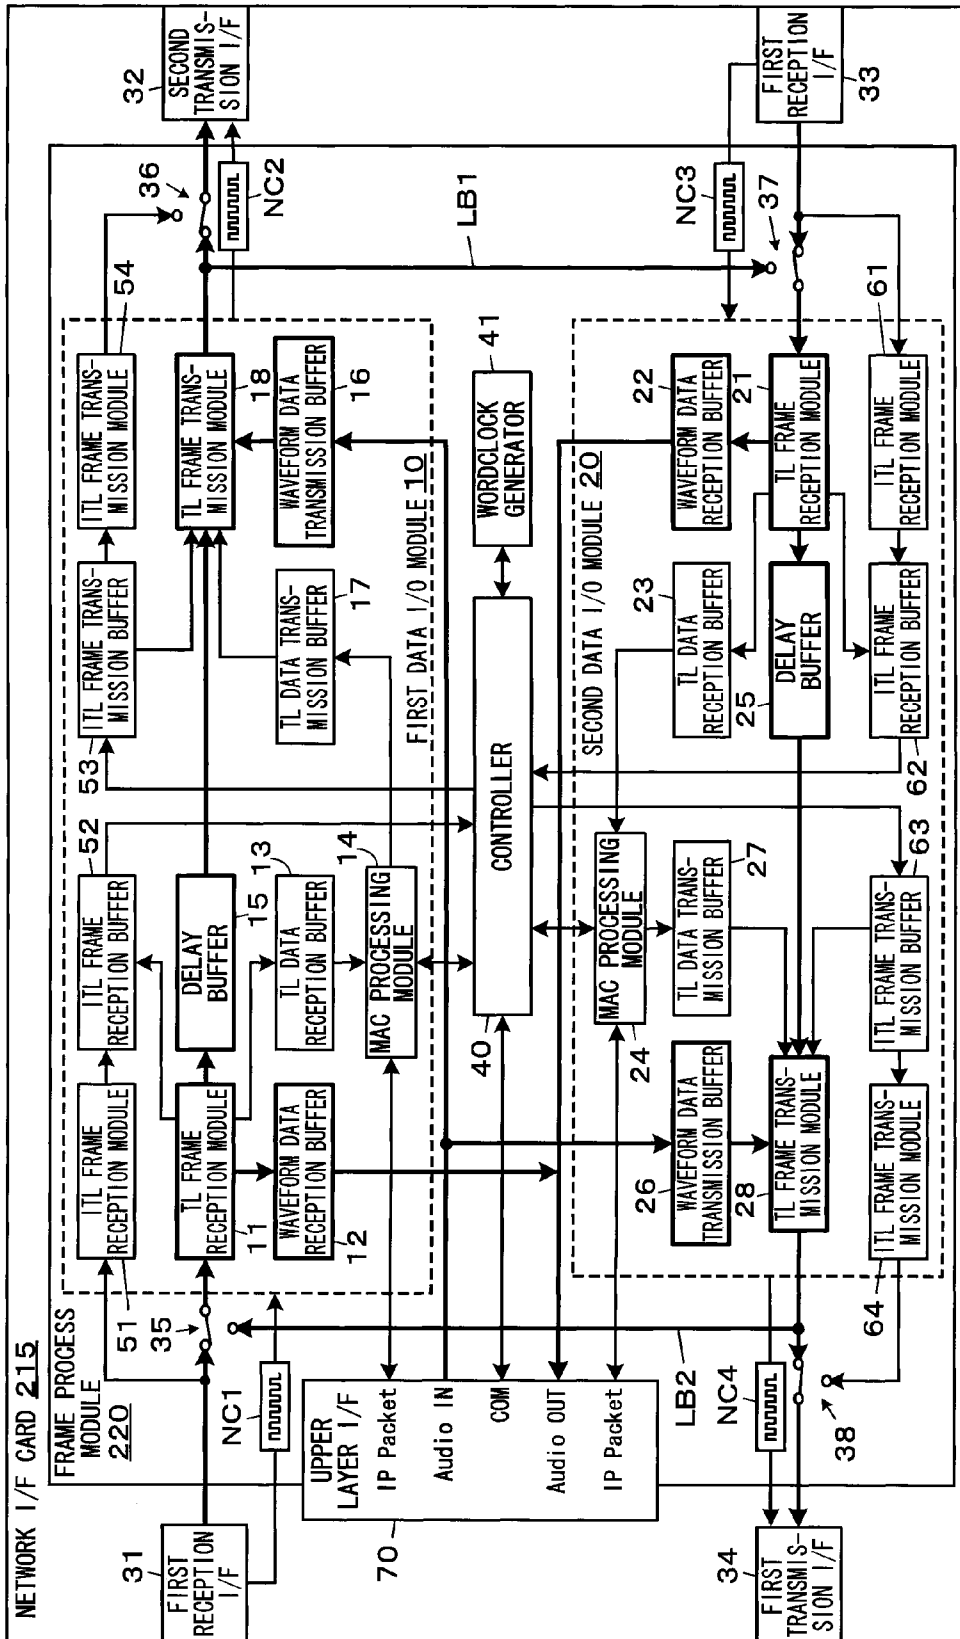 NETWORK I/F CARD 215
FRAME PROCESS
MODULE
220
31
FIRST
RECEPTION
I/F
NC1
35
51
ITL FRAME
RECEPTION MODULE
52
ITL FRAME
RECEPTION BUFFER
53
ITL FRAME TRANS-
MISSION BUFFER
54
ITL FRAME TRANS-
MISSION MODULE
36
32
SECOND
TRANSMIS-
SION I/F
NC2
TL FRAME
RECEPTION MODULE
11
DELAY
BUFFER
15
TL FRAME TRANS-
MISSION MODULE
18
WAVEFORM DATA
RECEPTION BUFFER
12
TL DATA
RECEPTION BUFFER
13
TL DATA TRANS-
MISSION BUFFER
17
WAVEFORM DATA
TRANSMISSION BUFFER
16
MAC PROCESSING
MODULE
14
FIRST DATA I/O MODULE 10
UPPER
LAYER I/F
IP Packet
Audio IN
COM
Audio OUT
IP Packet
70
CONTROLLER
40
WORDCLOCK
GENERATOR
41
LB1
LB2
SECOND DATA I/O MODULE 20
MAC PROCESSING
MODULE
24
WAVEFORM DATA
TRANSMISSION BUFFER
26
TL DATA TRANS-
MISSION BUFFER
27
TL DATA
RECEPTION BUFFER
23
WAVEFORM DATA
RECEPTION BUFFER
22
TL FRAME TRANS-
MISSION MODULE
28
DELAY
BUFFER
25
TL FRAME
RECEPTION MODULE
21
ITL FRAME TRANS-
MISSION MODULE
64
ITL FRAME TRANS-
MISSION BUFFER
63
ITL FRAME
RECEPTION BUFFER
62
ITL FRAME
RECEPTION MODULE
61
NC3
37
NC4
38
34
FIRST
TRANSMIS-
SION I/F
FIRST
RECEPTION
I/F
33